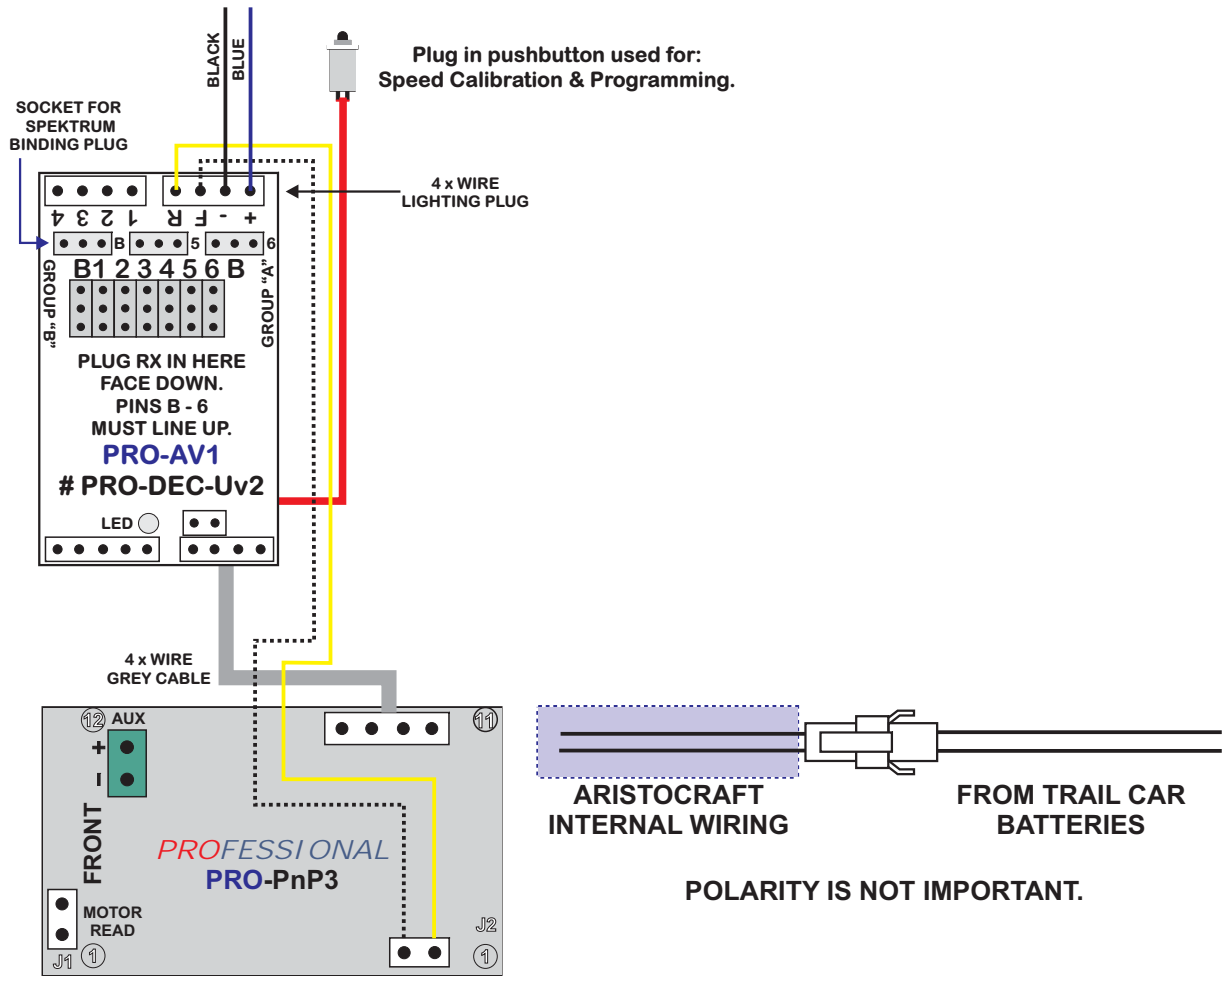 BLACK
BLUE
Plug in pushbutton used for:
Speed Calibration & Programming.
SOCKET FOR
SPEKTRUM
BINDING PLUG
4 x WIRE
LIGHTING PLUG
4 3 2 1 R F - +
B 5 6
B1 2 3 4 5 6 B
GROUP "B"
GROUP "A"
PLUG RX IN HERE
FACE DOWN.
PINS B - 6
MUST LINE UP.
PRO-AV1
# PRO-DEC-Uv2
LED
4 x WIRE
GREY CABLE
12 AUX
11
+
–
FRONT
PROFESSIONAL
PRO-PnP3
MOTOR
READ
J1 1
J2
1
ARISTOCRAFT
INTERNAL WIRING
FROM TRAIL CAR
BATTERIES
POLARITY IS NOT IMPORTANT.